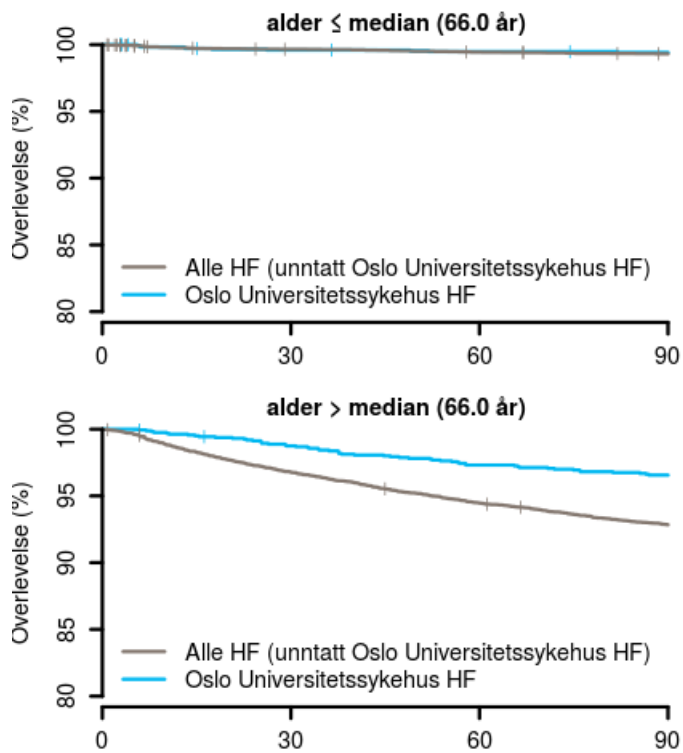 alder ≤ median (66.0 år)
Overlevelse (%)
100
95
90
85
80
Alle HF (unntatt Oslo Universitetssykehus HF)
Oslo Universitetssykehus HF
0 30 60 90
alder > median (66.0 år)
Overlevelse (%)
100
95
90
85
80
Alle HF (unntatt Oslo Universitetssykehus HF)
Oslo Universitetssykehus HF
0 30 60 90